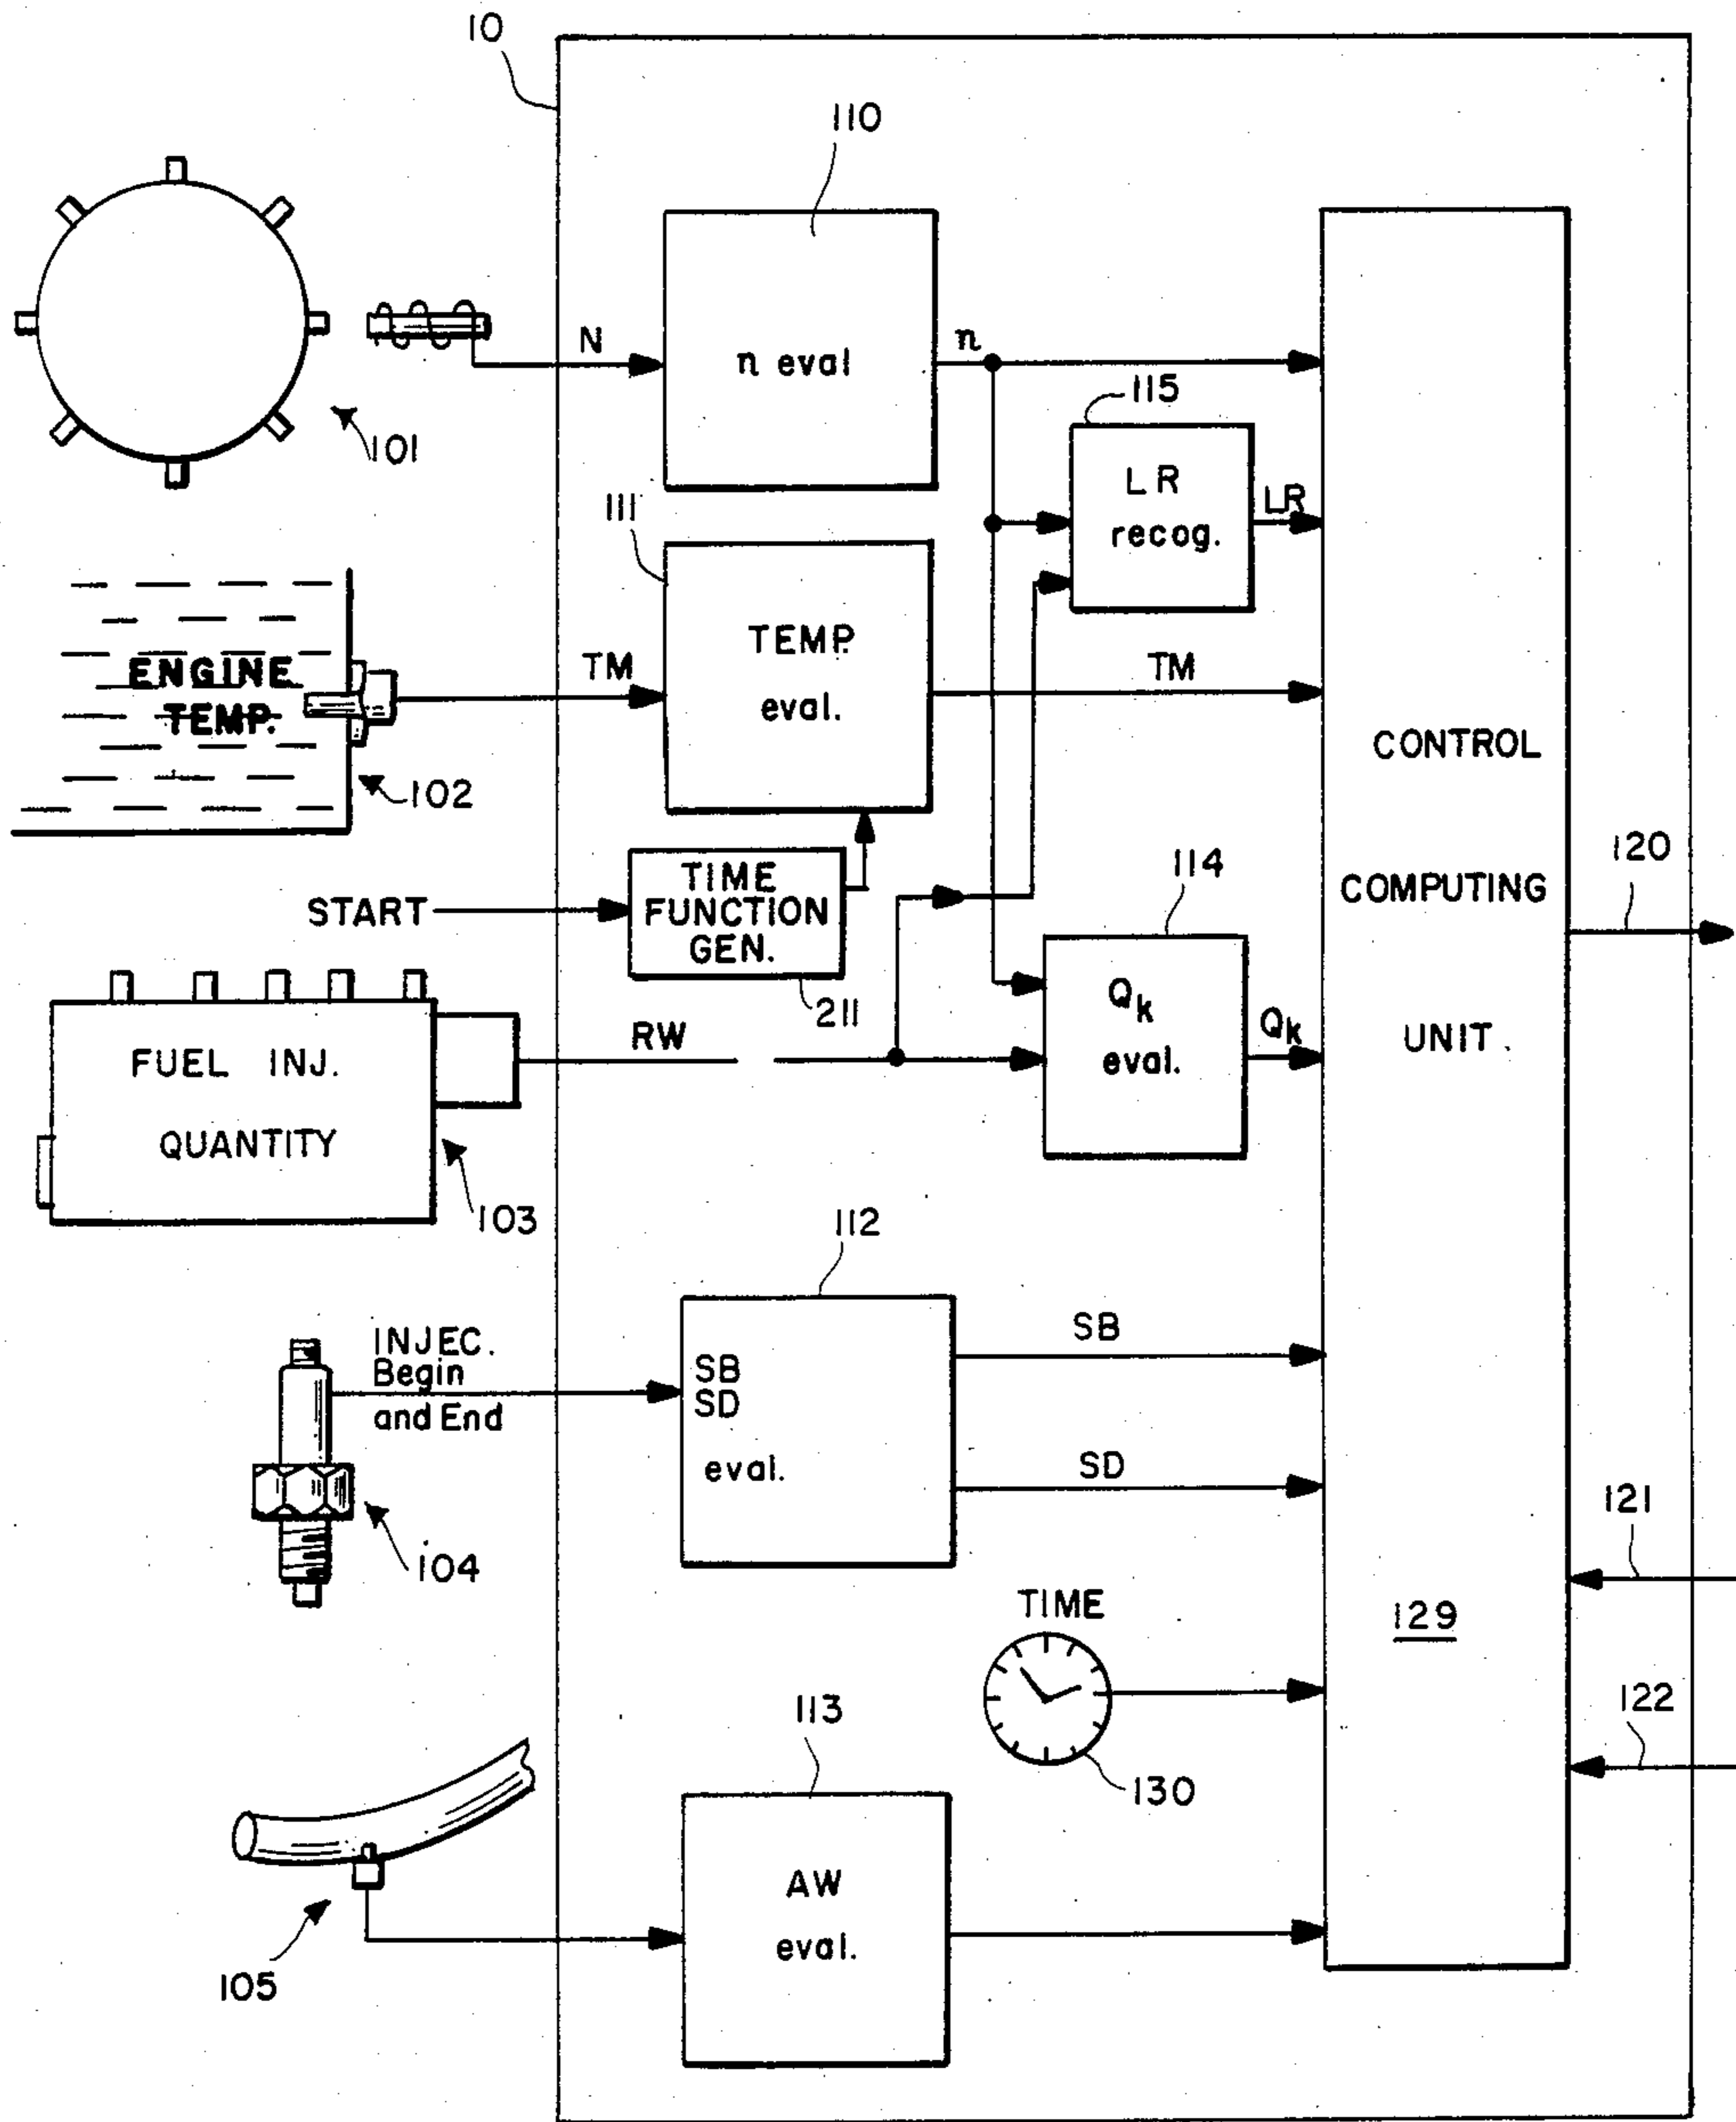 10
110
N
n eval
n
115
101
LR
recog.
LR
111
TEMP.
eval.
TM
TM
ENGINE
TEMP.
102
CONTROL
COMPUTING
UNIT.
129
120
START
TIME
FUNCTION
GEN.
211
114
Qk
eval.
Qk
RW
FUEL INJ.
QUANTITY
103
112
INJEC.
Begin
and End
SB
SD
eval.
SB
SD
104
121
TIME
130
122
113
AW
eval.
105